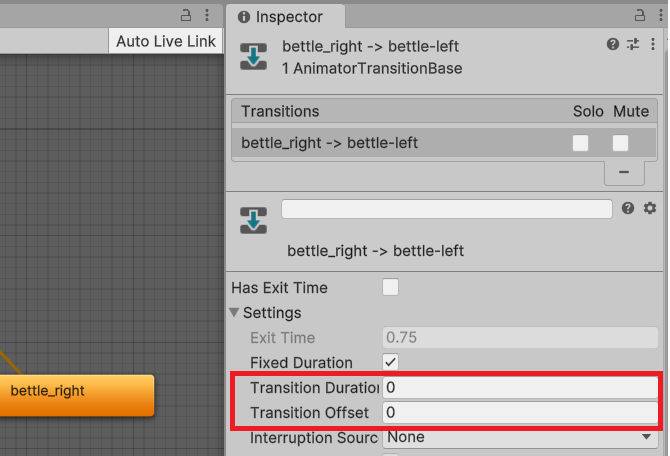 Inspector
Auto Live Link
bettle_right -> bettle-left
1 AnimatorTransitionBase
Transitions Solo Mute
bettle_right -> bettle-left
bettle_right -> bettle-left
Has Exit Time
Settings
Exit Time 0.75
Fixed Duration
Transition Duration 0
bettle_right
Transition Offset 0
Interruption Sourc None